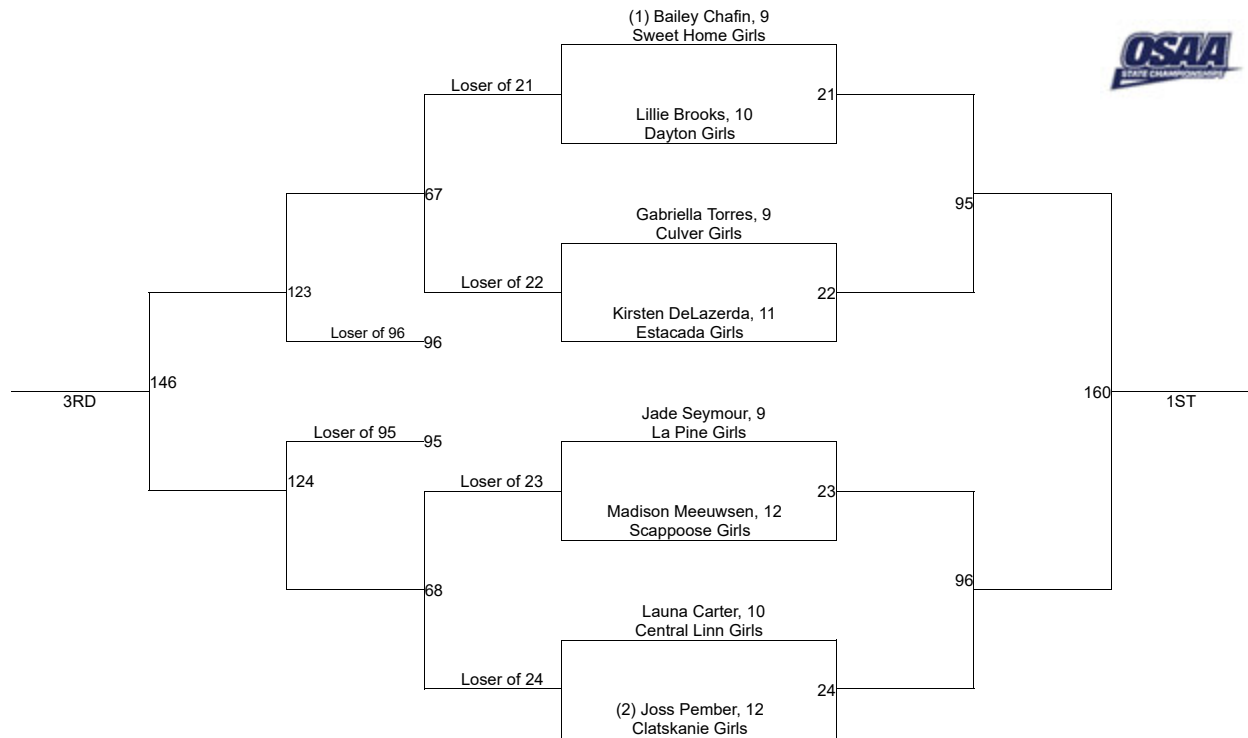 (1) Bailey Chafin, 9
Sweet Home Girls
OSAA
STATE CHAMPIONSHIPS
Loser of 21
21
Lillie Brooks, 10
Dayton Girls
67
95
Gabriella Torres, 9
Culver Girls
Loser of 22
22
123
Kirsten DeLazerda, 11
Estacada Girls
Loser of 96
96
146
3RD
160
1ST
Jade Seymour, 9
La Pine Girls
Loser of 95
95
124
Loser of 23
23
Madison Meeuwsen, 12
Scappoose Girls
68
96
Launa Carter, 10
Central Linn Girls
Loser of 24
24
(2) Joss Pember, 12
Clatskanie Girls